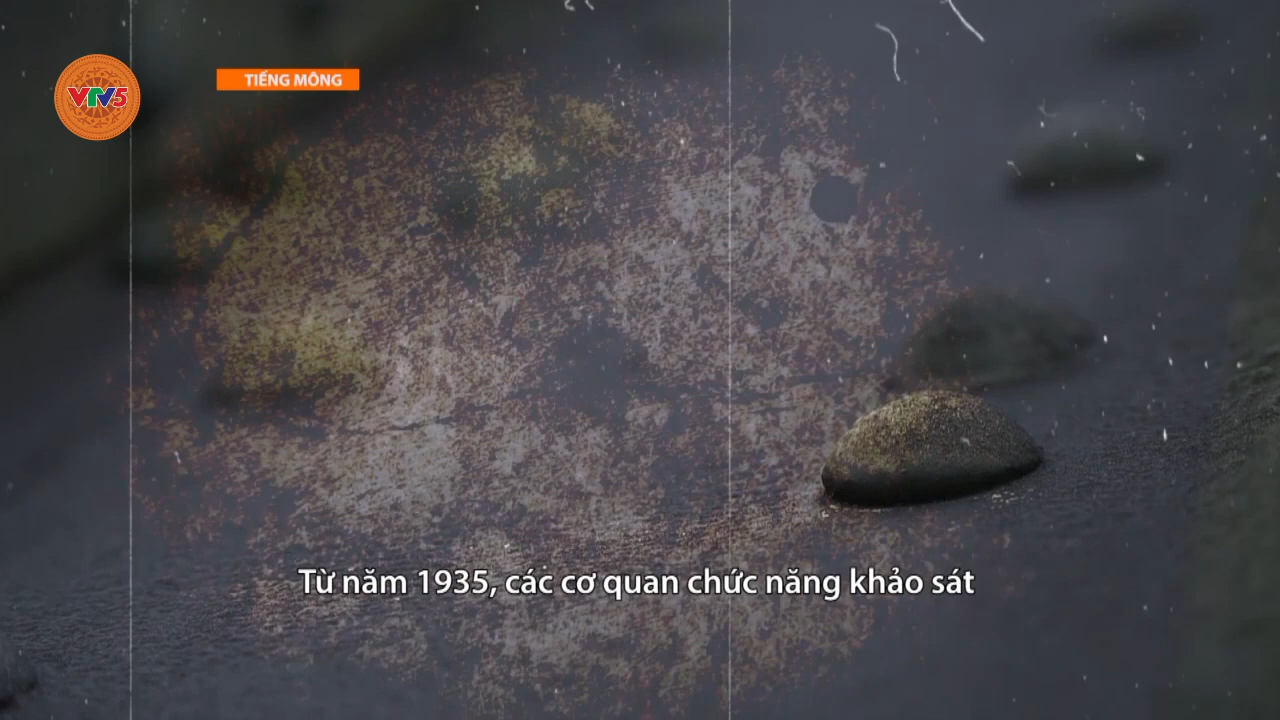 VTV5
TIẾNG MÔNG
Từ năm 1935, các cơ quan chức năng khảo sát